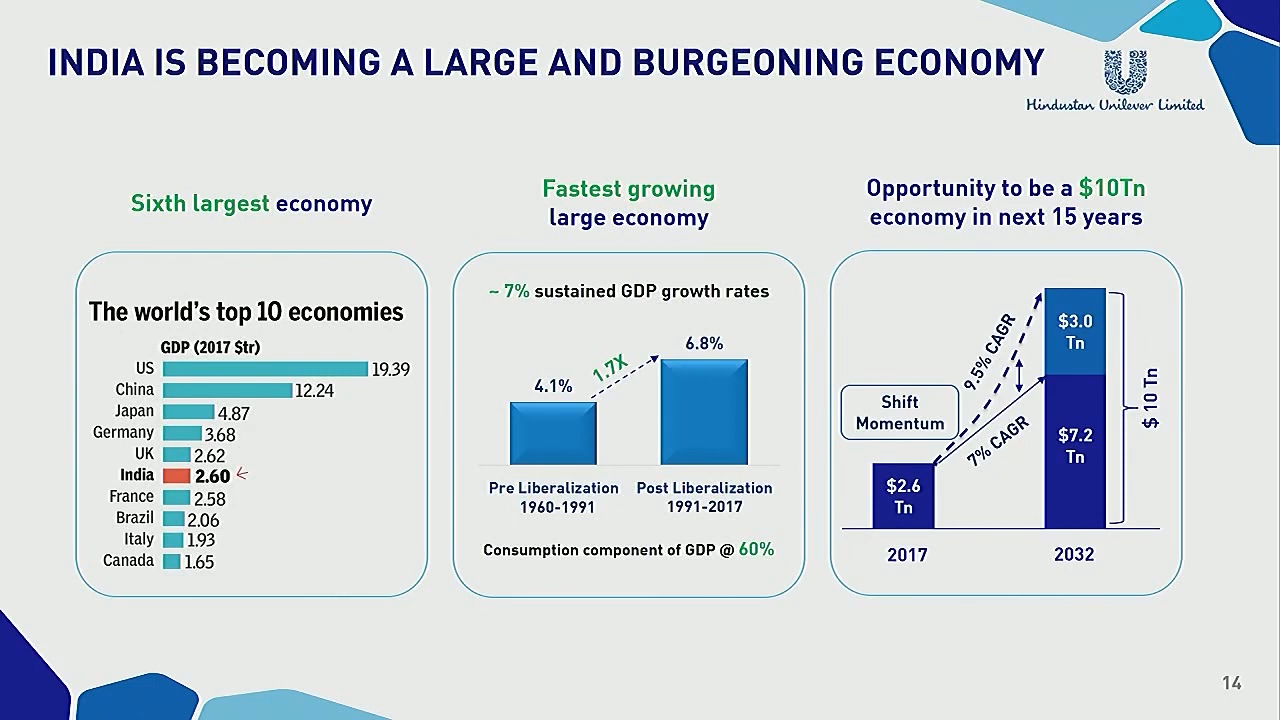 INDIA IS BECOMING A LARGE AND BURGEONING ECONOMY
Hindustan Unilever Limited
Sixth largest economy
The world's top 10 economies
GDP (2017 $tr)
US 19.39
China 12.24
Japan 4.87
Germany 3.68
UK 2.62
India 2.60
France 2.58
Brazil 2.06
Italy 1.93
Canada 1.65
Fastest growing
large economy
~ 7% sustained GDP growth rates
4.1%
1.7X
6.8%
Pre Liberalization
1960-1991
Post Liberalization
1991-2017
Consumption component of GDP @ 60%
Opportunity to be a $10Tn
economy in next 15 years
Shift
Momentum
9.5% CAGR
7% CAGR
$2.6
Tn
$3.0
Tn
$7.2
Tn
$ 10 Tn
2017
2032
14